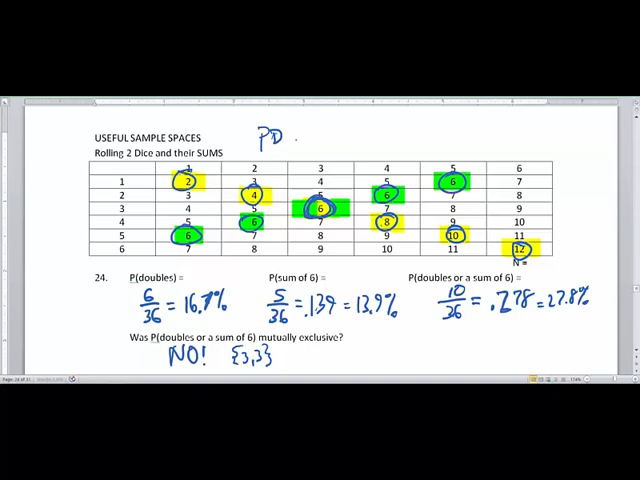 USEFUL SAMPLE SPACES
PD
Rolling 2 Dice and their SUMS
1 2 3 4 5 6
1 2 3 4 5 6 7
2 3 4 5 6 7 8
3 4 5 6 7 8 9
4 5 6 7 8 9 10
5 6 7 8 9 10 11
6 7 8 9 10 11 12
N =
24. P(doubles) = P(sum of 6) = P(doubles or a sum of 6) =
6/36 = 16.7% 5/36 = .139 = 13.9% 10/36 = .278 = 27.8%
Was P(doubles or a sum of 6) mutually exclusive?
NO! {3,3}